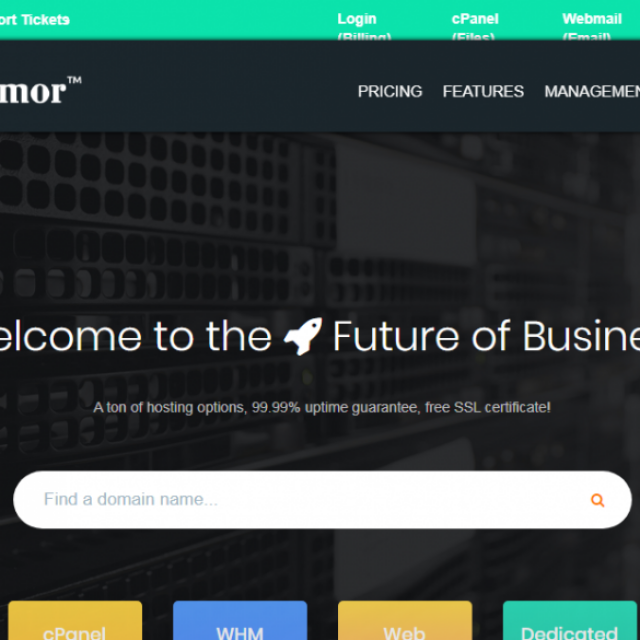 ort Tickets
Login cPanel Webmail
(Billing) (Files) (Email)
mor™
PRICING FEATURES MANAGEMEN
elcome to the Future of Busine
A ton of hosting options, 99.99% uptime guarantee, free SSL certificate!
Find a domain name...
cPanel WHM Web Dedicated